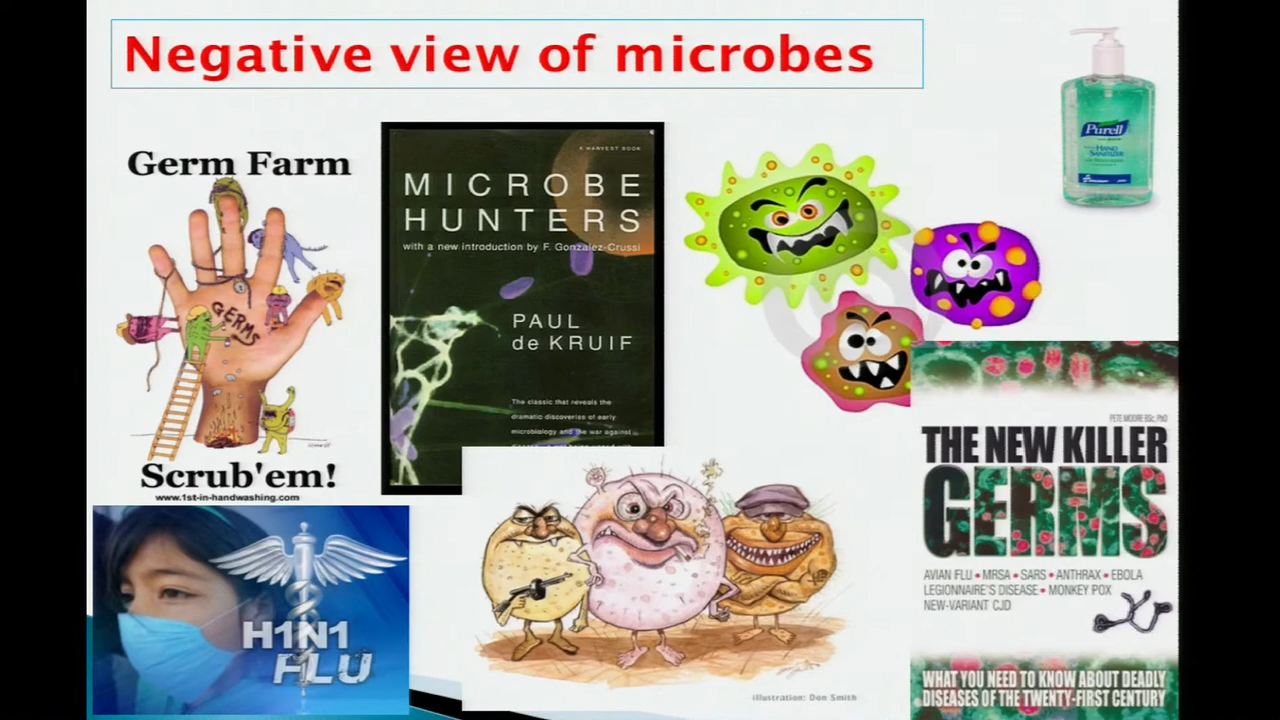 Negative view of microbes
Purell
HAND
SANITIZER
Germ Farm
GERMS
Scrub'em!
www.1st-in-handwashing.com
A HARVEST BOOK
MICROBE
HUNTERS
with a new introduction by F. Gonzalez-Crussi
PAUL
de KRUIF
The classic that reveals the
dramatic discoveries of early
microbiology and the war against
H1N1
FLU
illustration: Don Smith
PETE MOORE BSc, PhD
THE NEW KILLER
GERMS
AVIAN FLU • MRSA • SARS • ANTHRAX • EBOLA
LEGIONNAIRE'S DISEASE • MONKEY POX
NEW-VARIANT CJD
WHAT YOU NEED TO KNOW ABOUT DEADLY
DISEASES OF THE TWENTY-FIRST CENTURY